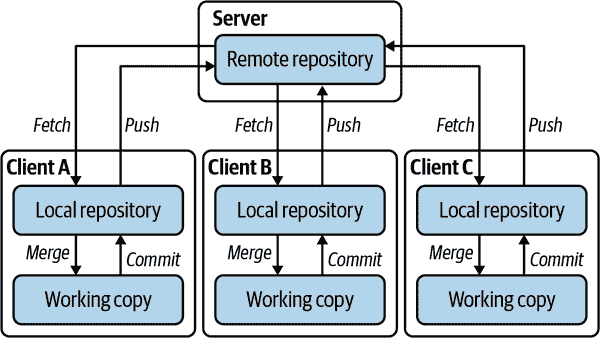 Server
Remote repository
Fetch
Push
Fetch
Push
Fetch
Push
Client A
Local repository
Merge
Commit
Working copy
Client B
Local repository
Merge
Commit
Working copy
Client C
Local repository
Merge
Commit
Working copy